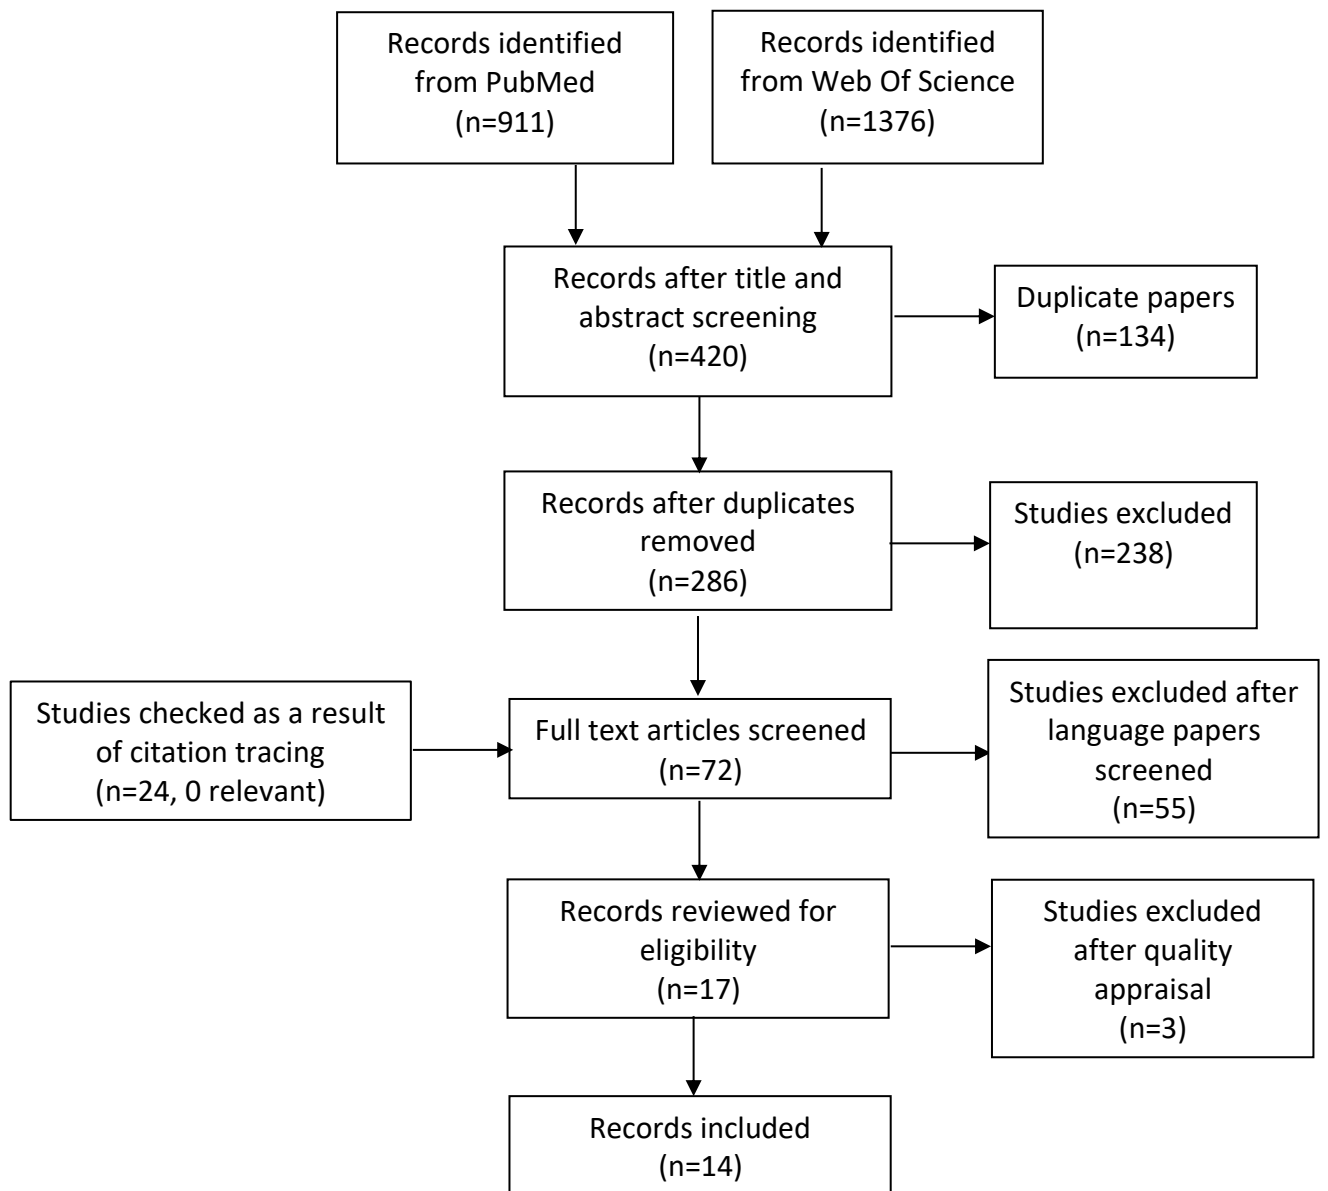 Records identified
from PubMed
(n=911)
Records identified
from Web Of Science
(n=1376)
Records after title and
abstract screening
(n=420)
Duplicate papers
(n=134)
Records after duplicates
removed
(n=286)
Studies excluded
(n=238)
Studies checked as a result
of citation tracing
(n=24, 0 relevant)
Full text articles screened
(n=72)
Studies excluded after
language papers
screened
(n=55)
Records reviewed for
eligibility
(n=17)
Studies excluded
after quality
appraisal
(n=3)
Records included
(n=14)